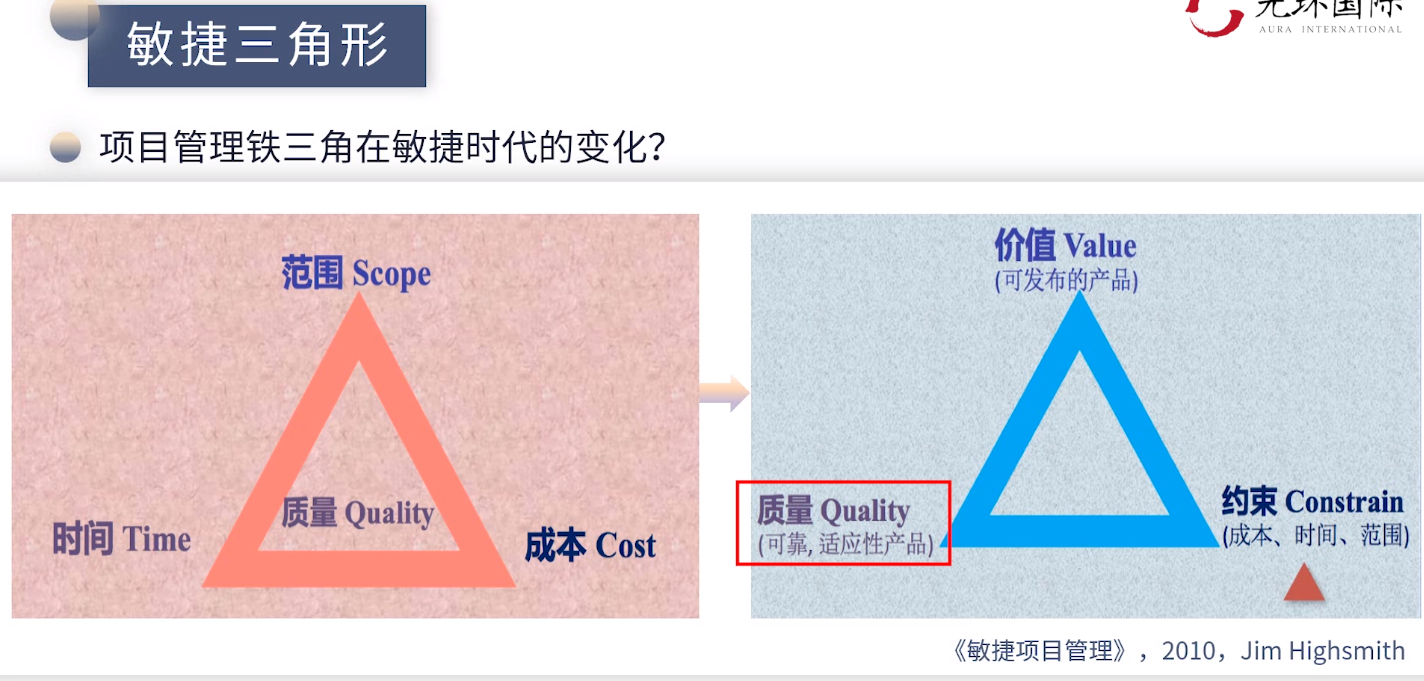 敏捷三角形
光环国际
AURA INTERNATIONAL
项目管理铁三角在敏捷时代的变化?
范围 Scope
质量 Quality
时间 Time
成本 Cost
价值 Value
(可发布的产品)
质量 Quality
(可靠, 适应性产品)
约束 Constrain
(成本、时间、范围)
《敏捷项目管理》，2010，Jim Highsmith